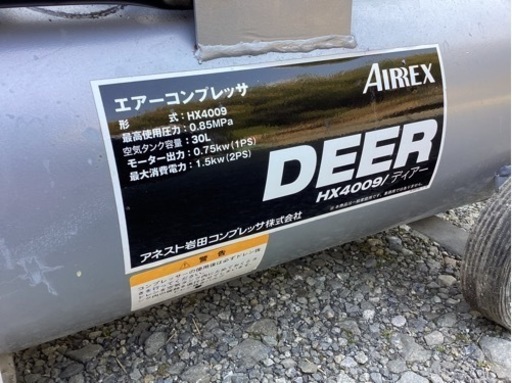 エアーコンプレッサ
形 式：HX4009
最高使用圧力：0.85MPa
空気タンク容量：30L
モーター出力：0.75kw(1PS)
最大消費電力：1.5kw(2PS)
AIRREX
DEER
HX4009/ディアー
アネスト岩田コンプレッサ株式会社
⚠警告